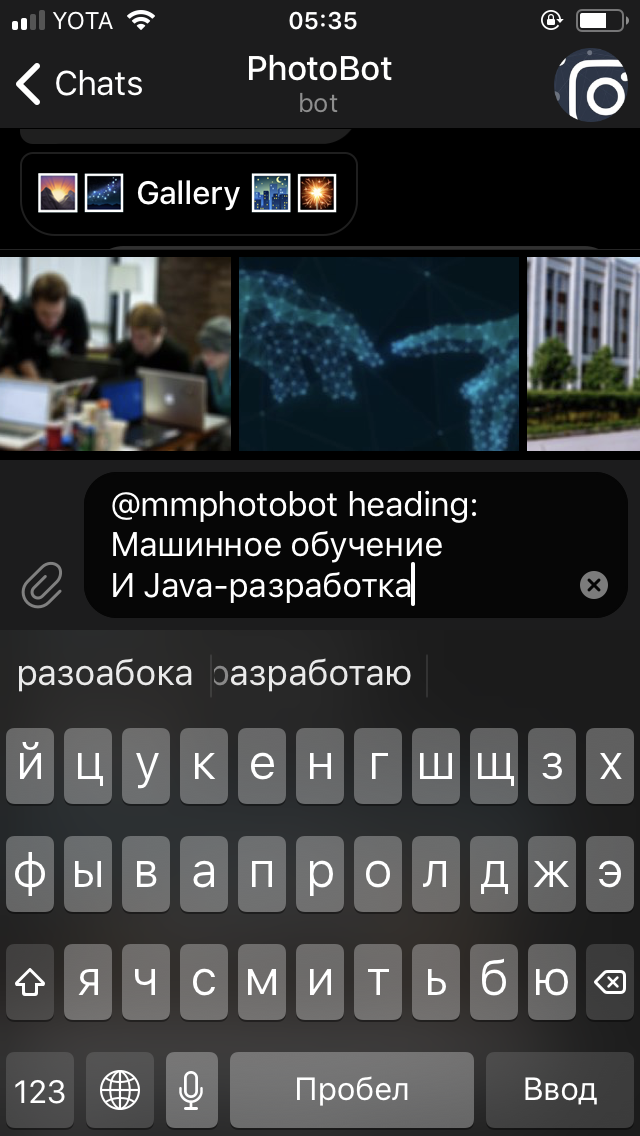 YOTA
05:35
Chats
PhotoBot
bot
Gallery
@mmphotobot heading:
Машинное обучение
И Java-разработка
разоабока
разработаю
й ц у к е н г ш щ з х
ф ы в а п р о л д ж э
я ч с м и т ь б ю
123
Пробел
Ввод